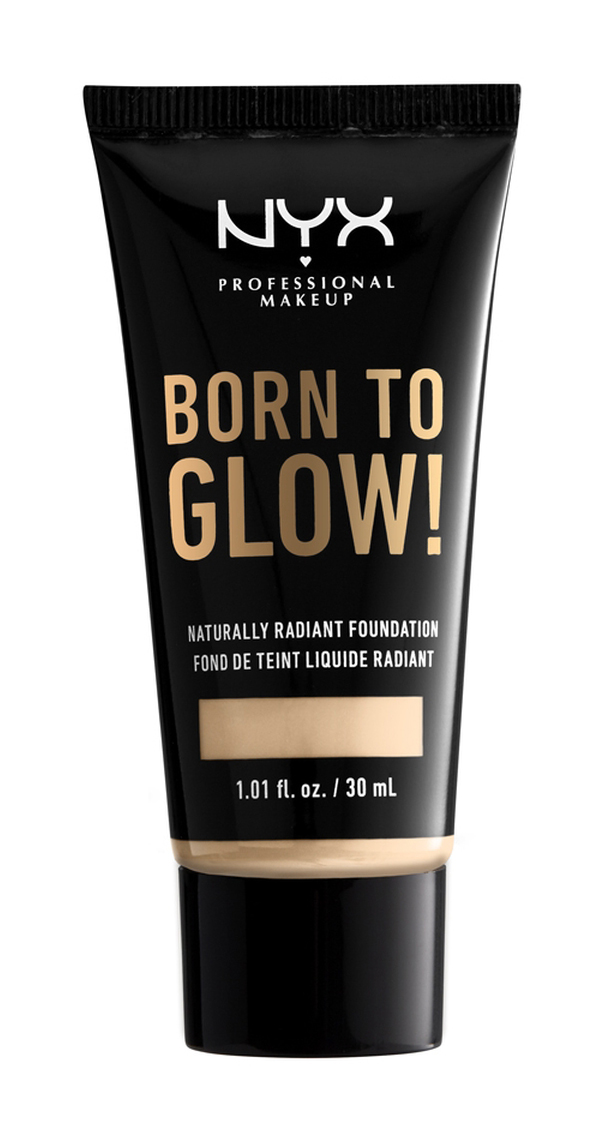 NYX
PROFESSIONAL
MAKEUP
BORN TO
GLOW!
NATURALLY RADIANT FOUNDATION
FOND DE TEINT LIQUIDE RADIANT
1.01 fl. oz. / 30 mL